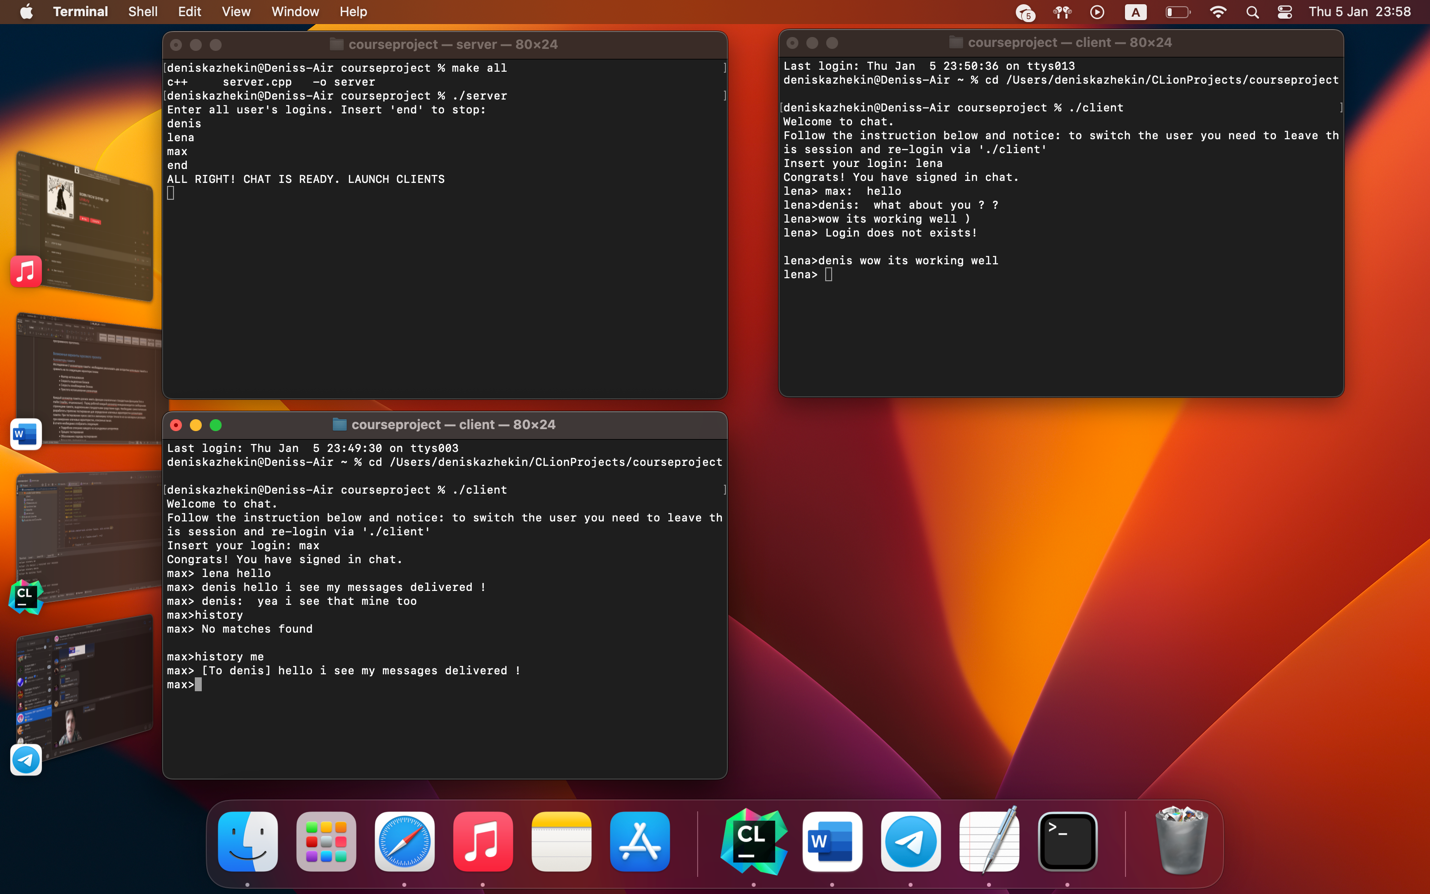 Terminal Shell Edit View Window Help
5
A
Thu 5 Jan 23:58
courseproject — server — 80×24
[deniskazhekin@Deniss-Air courseproject % make all ]
c++ server.cpp -o server
[deniskazhekin@Deniss-Air courseproject % ./server ]
Enter all user's logins. Insert 'end' to stop:
denis
lena
max
end
ALL RIGHT! CHAT IS READY. LAUNCH CLIENTS
courseproject — client — 80×24
Last login: Thu Jan 5 23:50:36 on ttys013
deniskazhekin@Deniss-Air ~ % cd /Users/deniskazhekin/CLionProjects/courseproject
[deniskazhekin@Deniss-Air courseproject % ./client ]
Welcome to chat.
Follow the instruction below and notice: to switch the user you need to leave th
is session and re-login via './client'
Insert your login: lena
Congrats! You have signed in chat.
lena> max: hello
lena>denis: what about you ? ?
lena>wow its working well )
lena> Login does not exists!
lena>denis wow its working well
lena>
courseproject — client — 80×24
Last login: Thu Jan 5 23:49:30 on ttys003
deniskazhekin@Deniss-Air ~ % cd /Users/deniskazhekin/CLionProjects/courseproject
[deniskazhekin@Deniss-Air courseproject % ./client ]
Welcome to chat.
Follow the instruction below and notice: to switch the user you need to leave th
is session and re-login via './client'
Insert your login: max
Congrats! You have signed in chat.
max> lena hello
max> denis hello i see my messages delivered !
max> denis: yea i see that mine too
max>history
max> No matches found
max>history me
max> [To denis] hello i see my messages delivered !
max>
W
CL
CL
W
>_